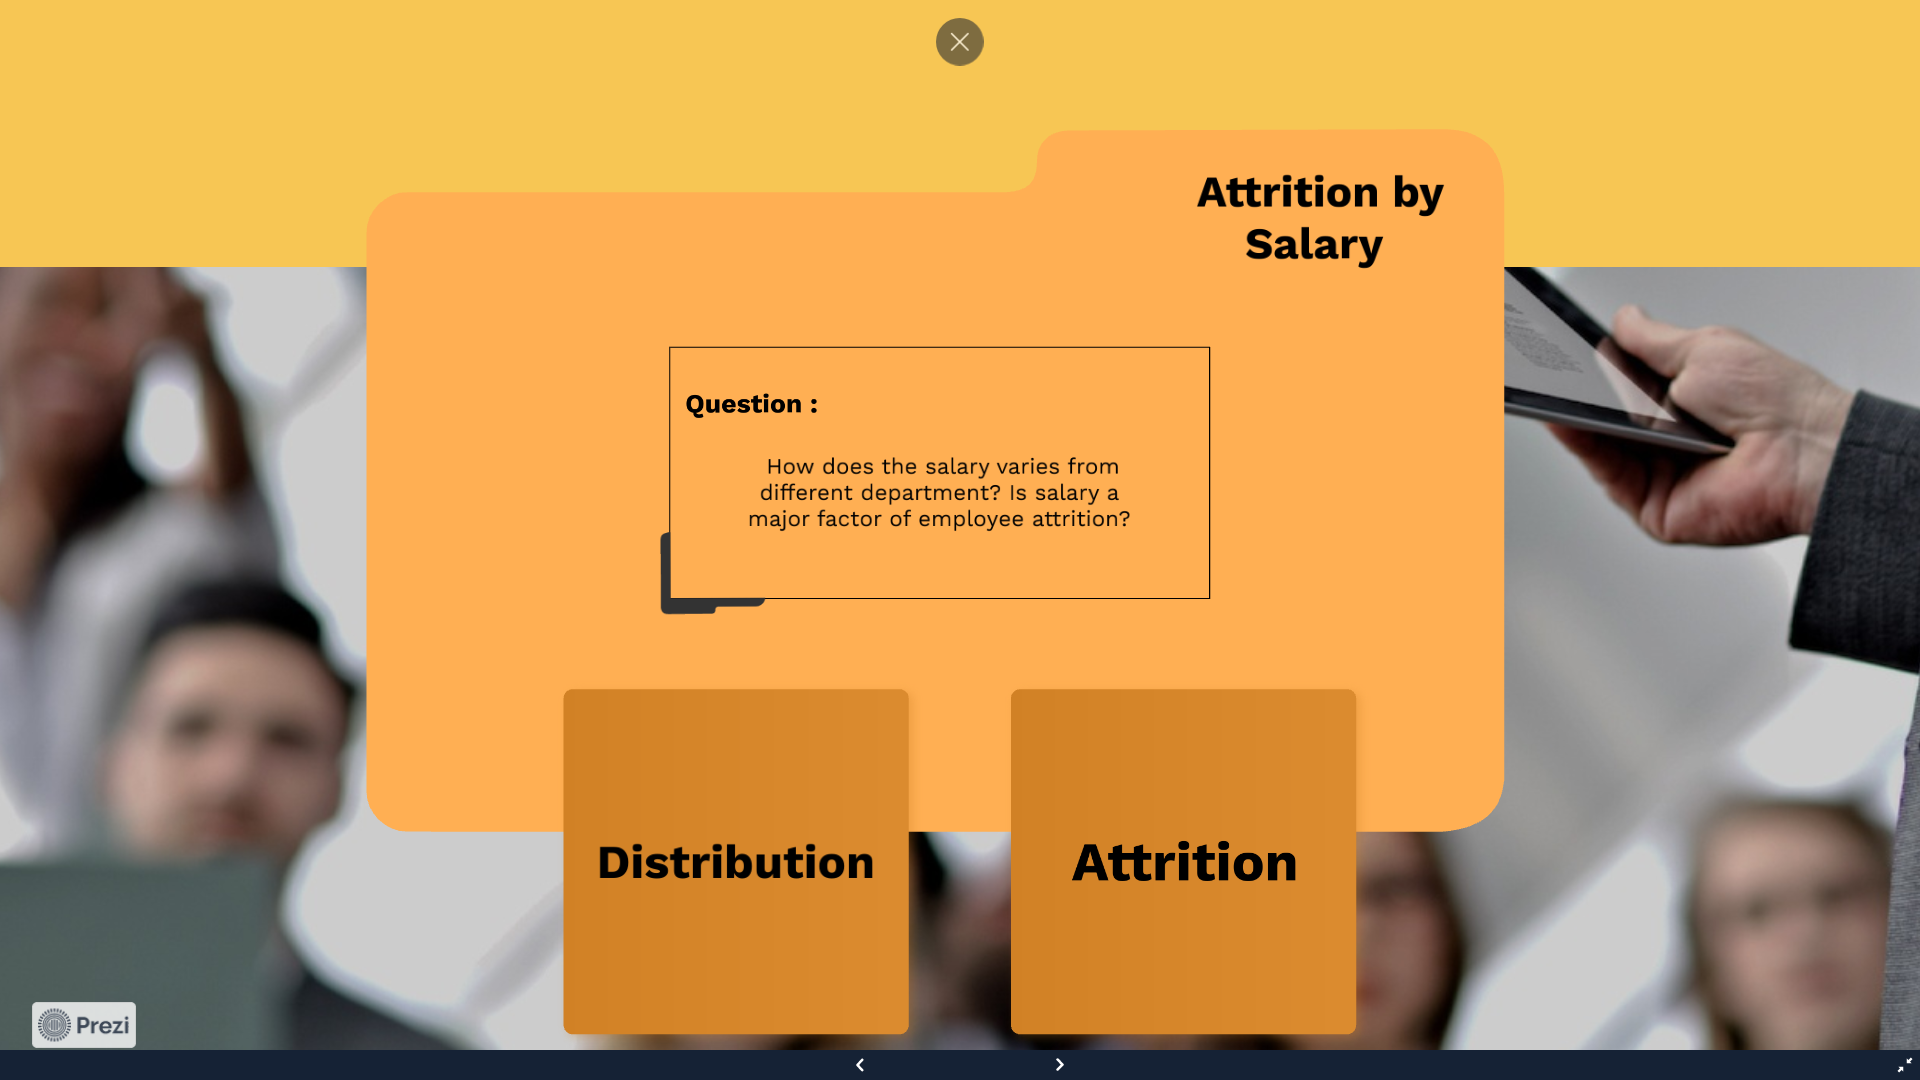 Attrition by
Salary
Question :
How does the salary varies from
different department? Is salary a
major factor of employee attrition?
Distribution
Attrition
Prezi